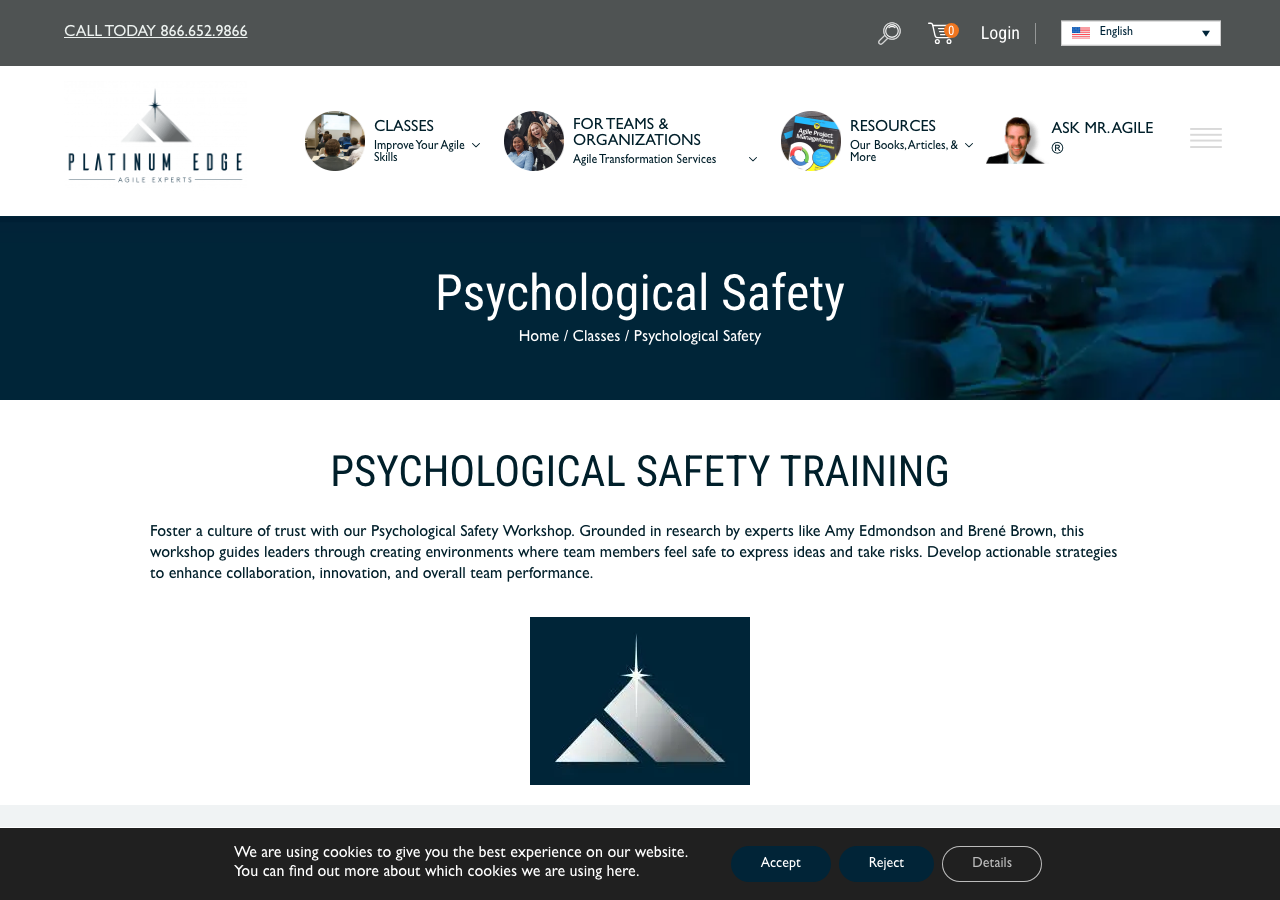 CALL TODAY 866.652.9866
0
Login
English
PLATINUM EDGE
AGILE EXPERTS
CLASSES
Improve Your Agile
Skills
FOR TEAMS &
ORGANIZATIONS
Agile Transformation Services
Agile Project
Management
RESOURCES
Our Books, Articles, &
More
ASK MR. AGILE
®
Psychological Safety
Home / Classes / Psychological Safety
PSYCHOLOGICAL SAFETY TRAINING
Foster a culture of trust with our Psychological Safety Workshop. Grounded in research by experts like Amy Edmondson and Brené Brown, this
workshop guides leaders through creating environments where team members feel safe to express ideas and take risks. Develop actionable strategies
to enhance collaboration, innovation, and overall team performance.
We are using cookies to give you the best experience on our website.
You can find out more about which cookies we are using here.
Accept
Reject
Details